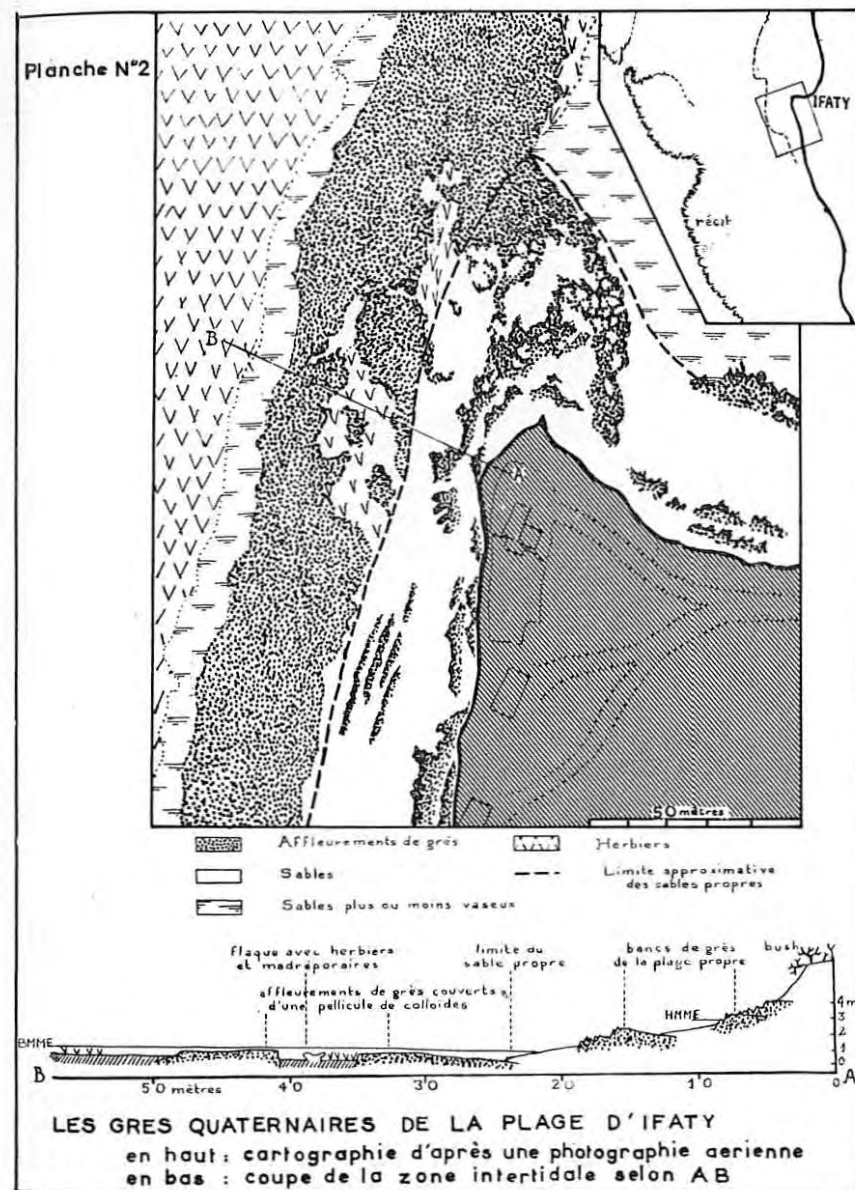 Planche N°2
IFATY
récif
B
A
50 mètres
Affleurements de grés
Herbiers
Sables
Limite approximative
des sables propres
Sables plus ou moins vaseux
flaque avec herbiers
et madréporaires
limite du
sable propre
bancs de grès
de la plage propre
bush
affleurements de grés couverts
d'une pellicule de colloides
BMME
HMME
4m
3
2
1
0
B
50 mètres
40
30
20
10
0
A
LES GRES QUATERNAIRES DE LA PLAGE D'IFATY
en haut : cartographie d'après une photographie aerienne
en bas : coupe de la zone intertidale selon AB